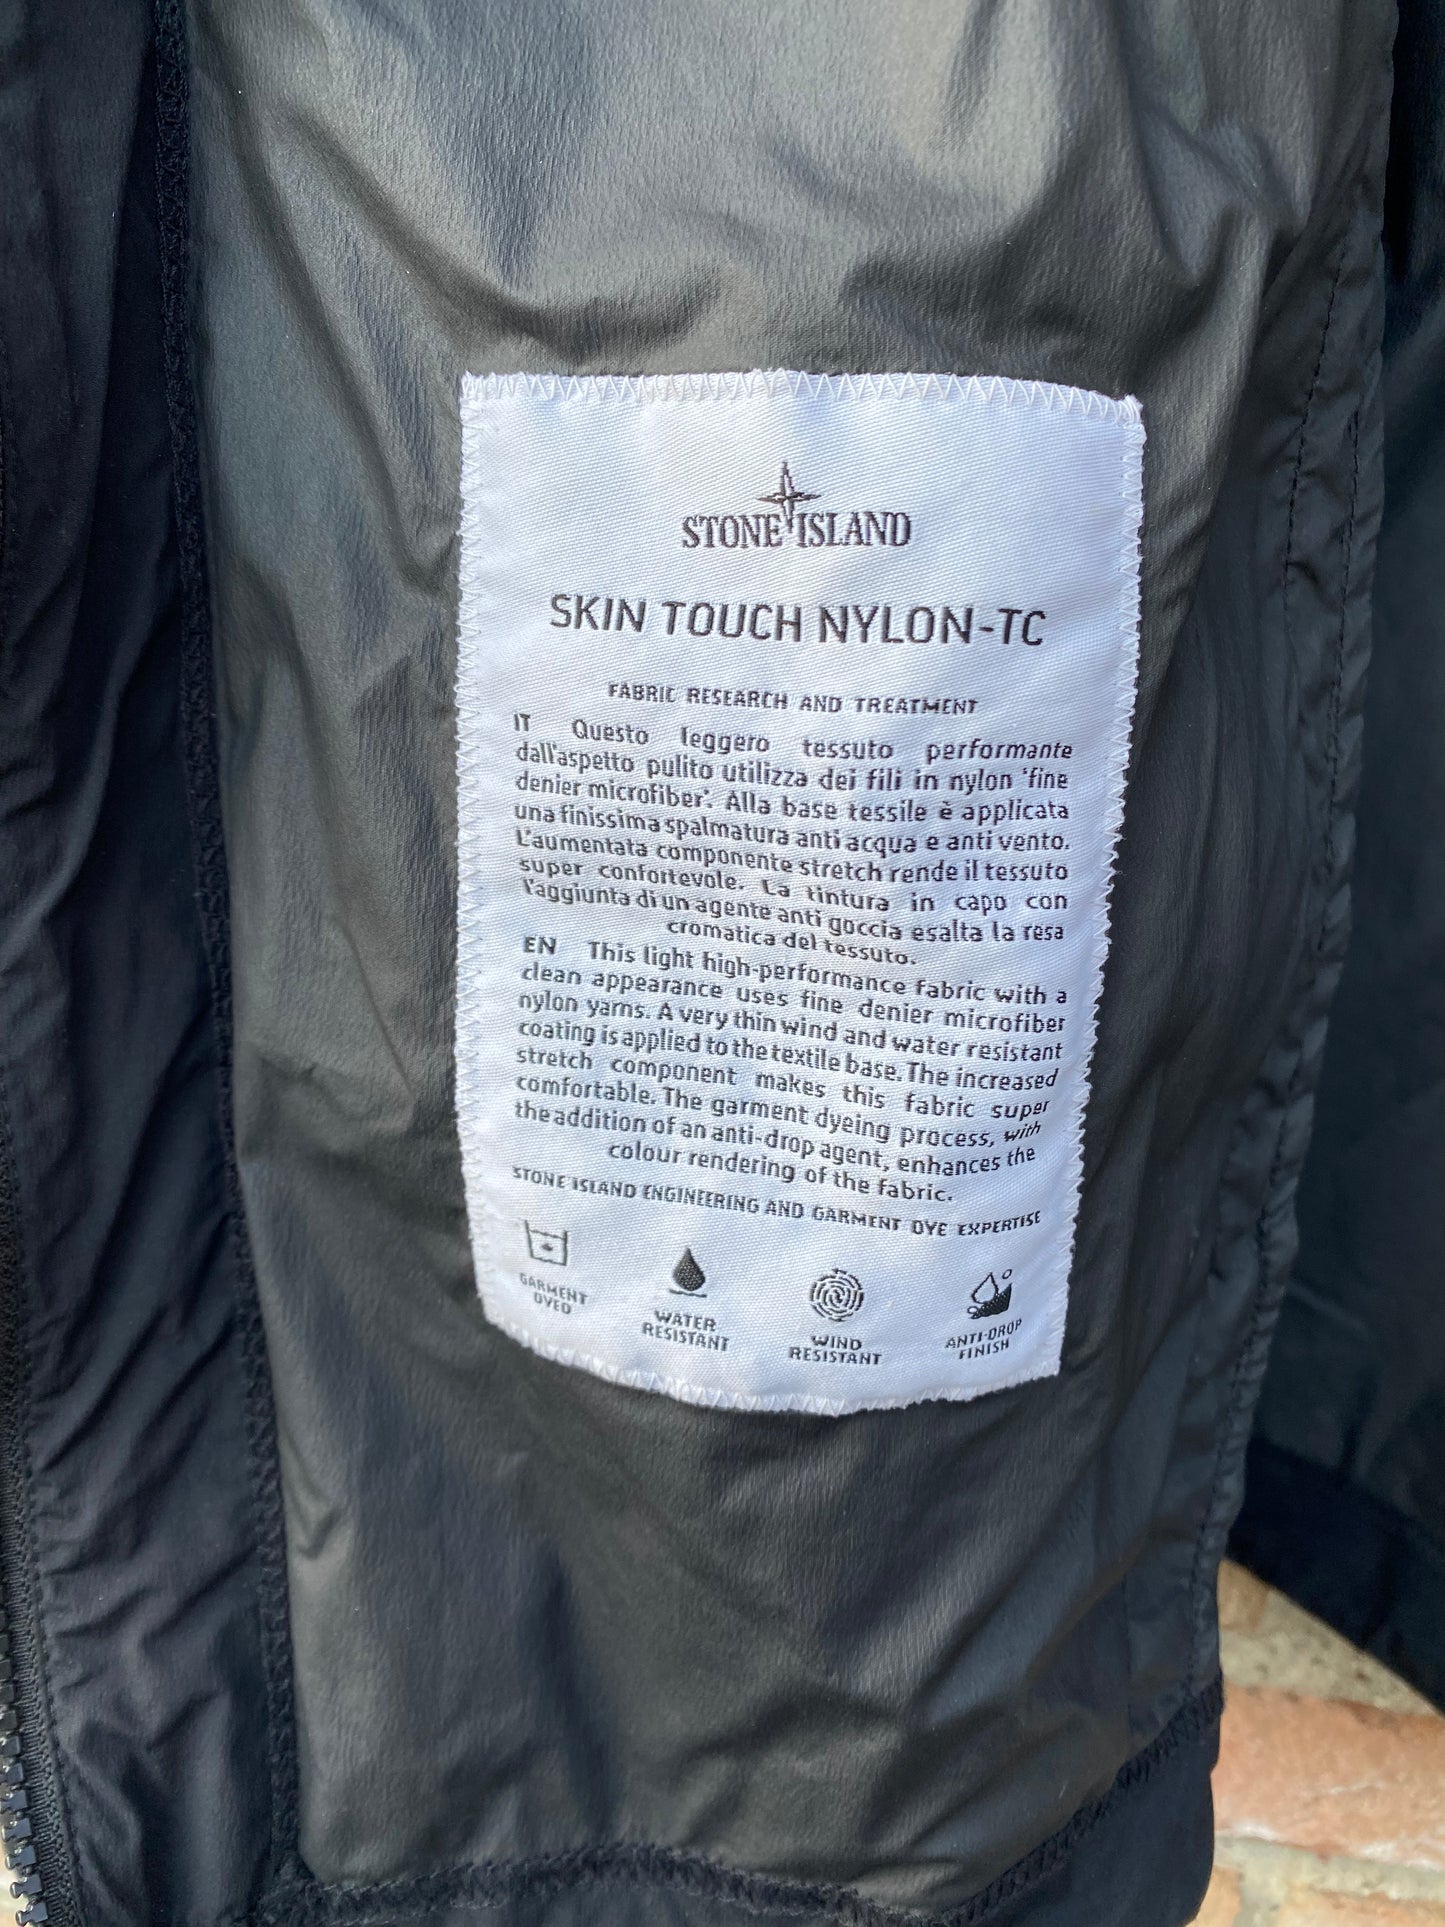 STONE ISLAND
SKIN TOUCH NYLON-TC
FABRIC RESEARCH AND TREATMENT
IT Questo leggero tessuto performante
dall'aspetto pulito utilizza dei fili in nylon 'fine
denier microfiber'. Alla base tessile è applicata
una finissima spalmatura anti acqua e anti vento.
L'aumentata componente stretch rende il tessuto
super confortevole. La tintura in capo con
l'aggiunta di un agente anti goccia esalta la resa
cromatica del tessuto.
EN This light high-performance fabric with a
clean appearance uses fine denier microfiber
nylon yarns. A very thin wind and water resistant
coating is applied to the textile base. The increased
stretch component makes this fabric super
comfortable. The garment dyeing process, with
the addition of an anti-drop agent, enhances the
colour rendering of the fabric.
STONE ISLAND ENGINEERING AND GARMENT DYE EXPERTISE
GARMENT
DYED
WATER
RESISTANT
WIND
RESISTANT
ANTI-DROP
FINISH